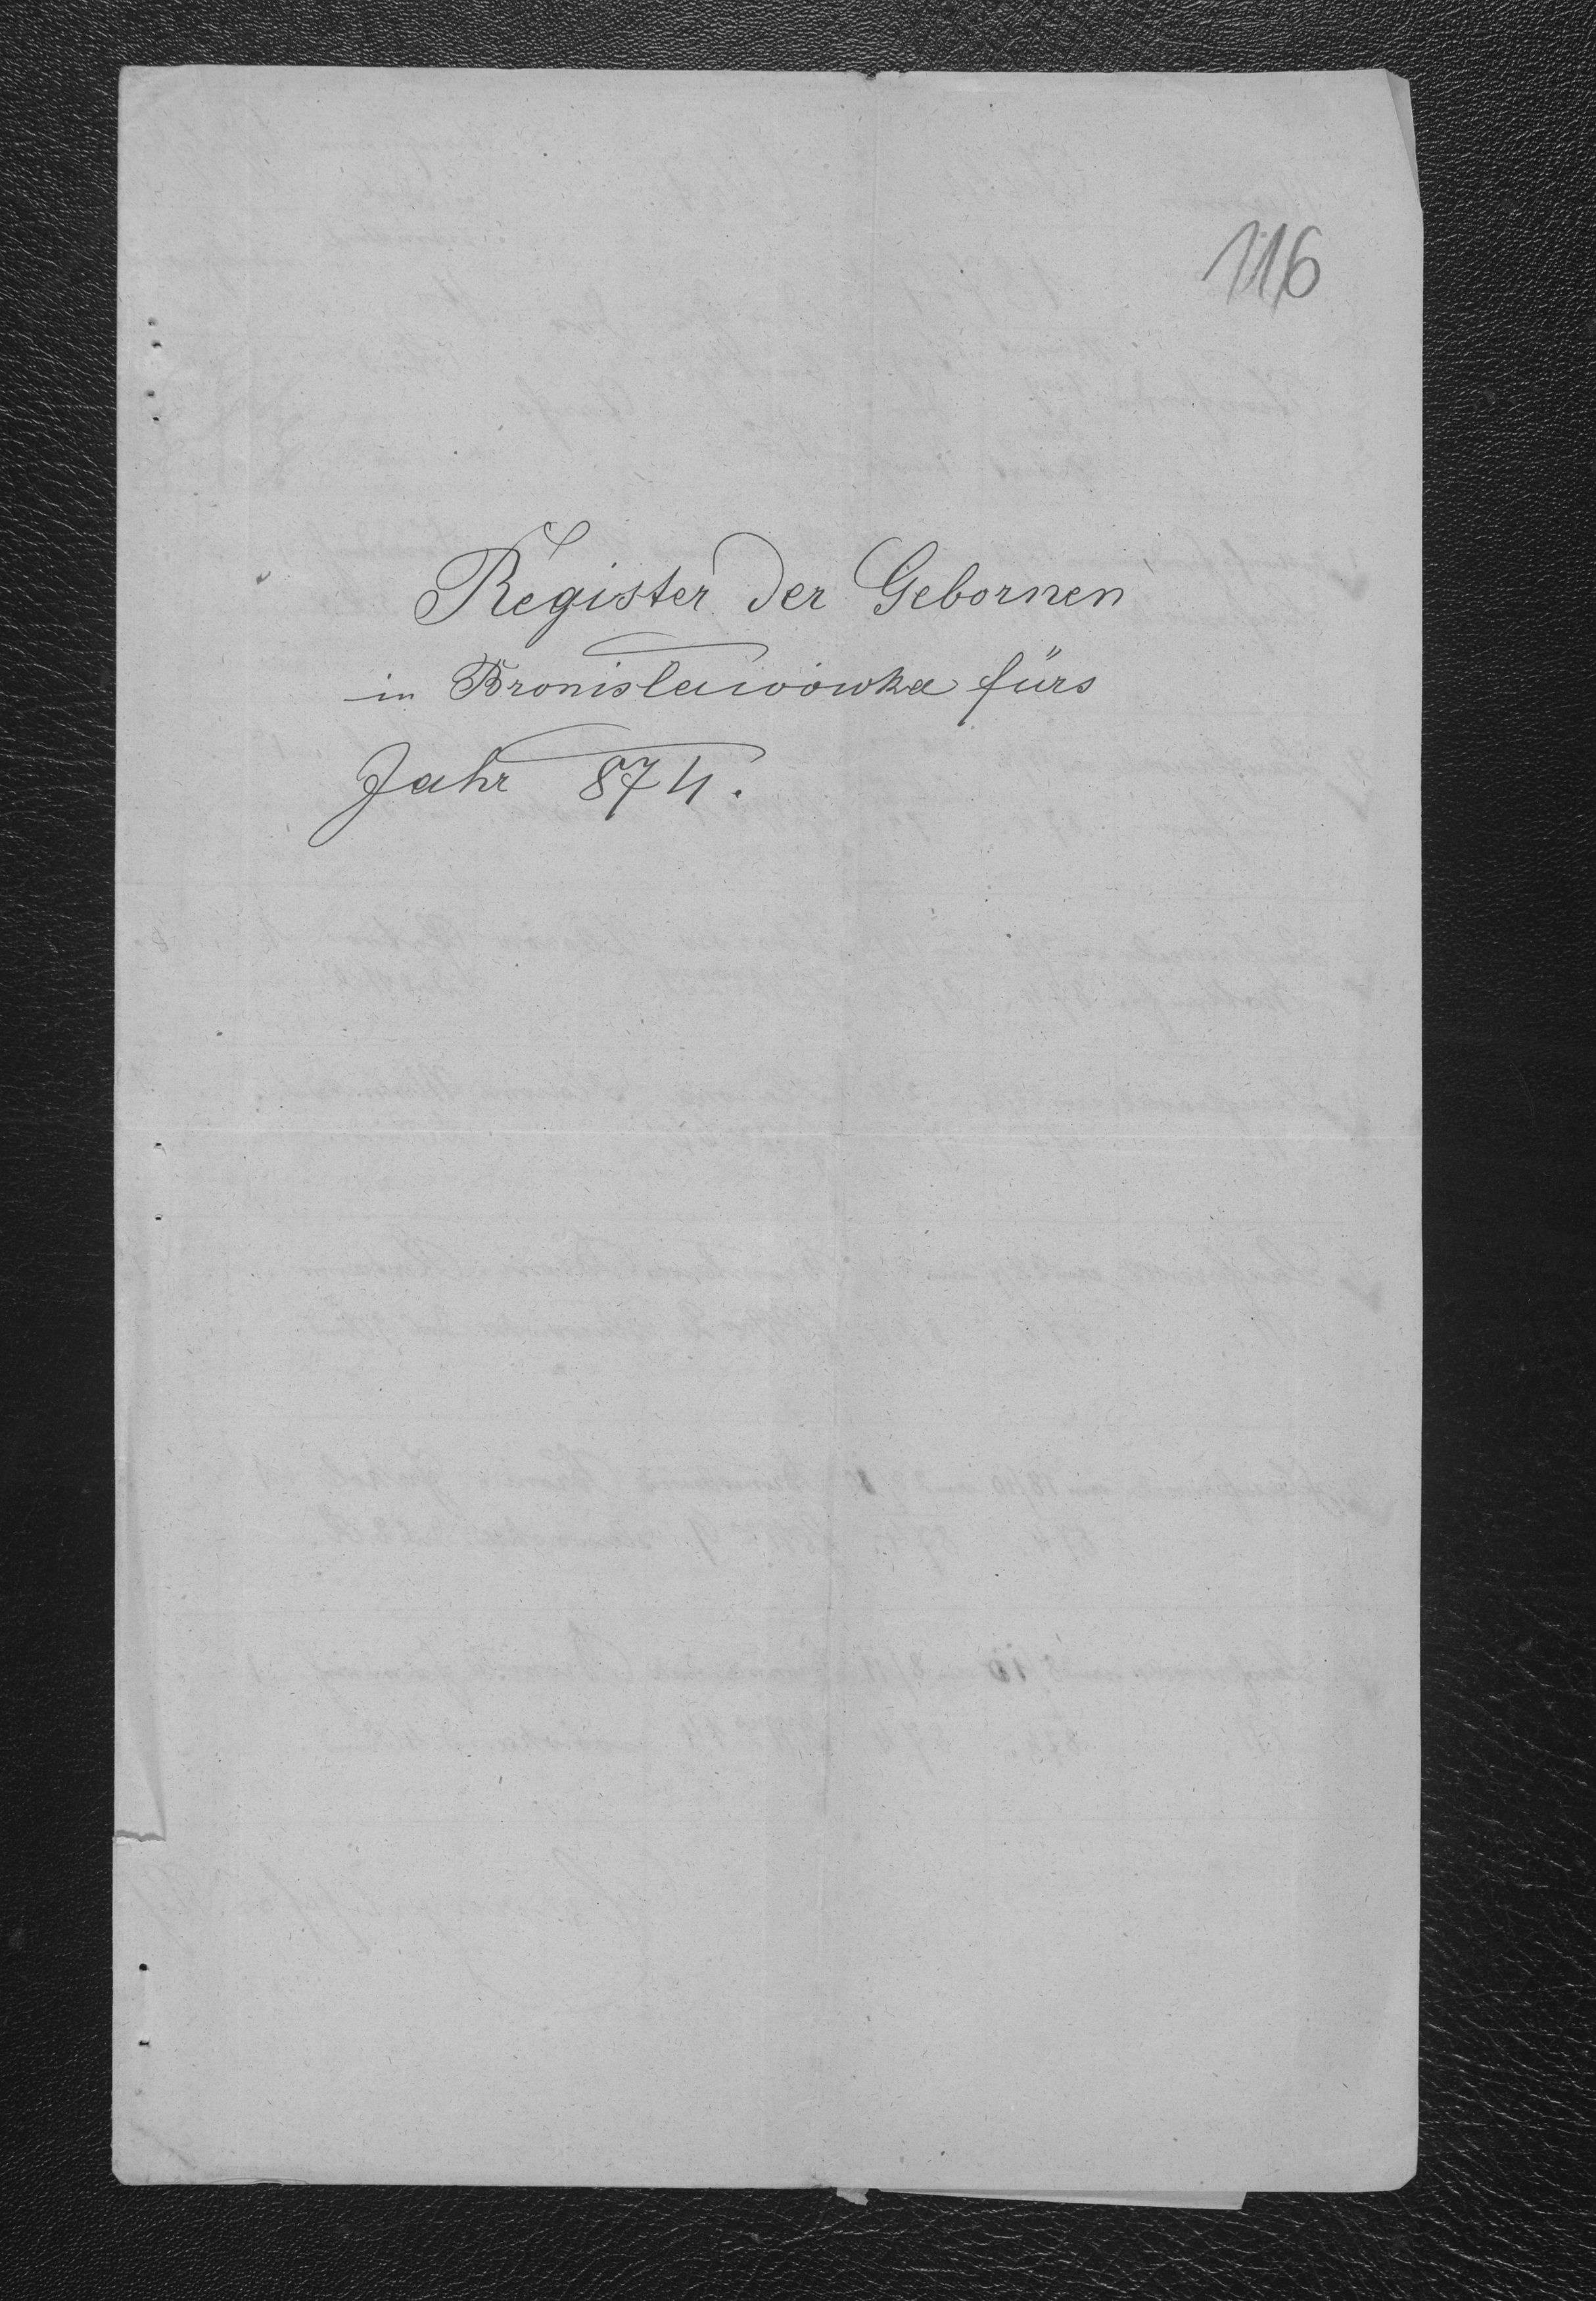 116
Register der Gebornen
in Bronislawówka fürs
Jahr 874.